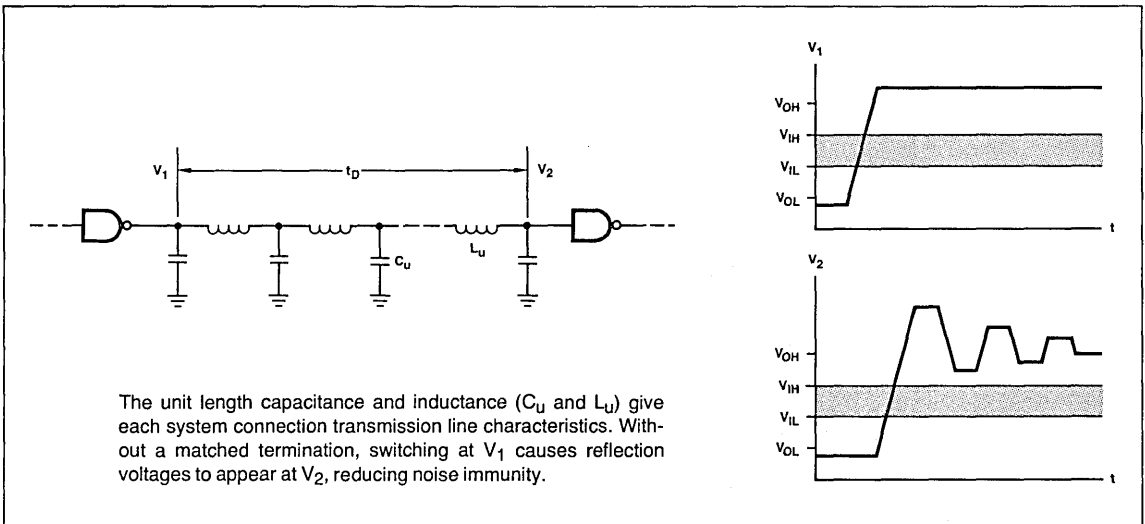 V1
tD
V2
Lu
Cu
The unit length capacitance and inductance (Cu and Lu) give
each system connection transmission line characteristics. With-
out a matched termination, switching at V1 causes reflection
voltages to appear at V2, reducing noise immunity.
V1
VOH
VIH
VIL
VOL
t
V2
VOH
VIH
VIL
VOL
t